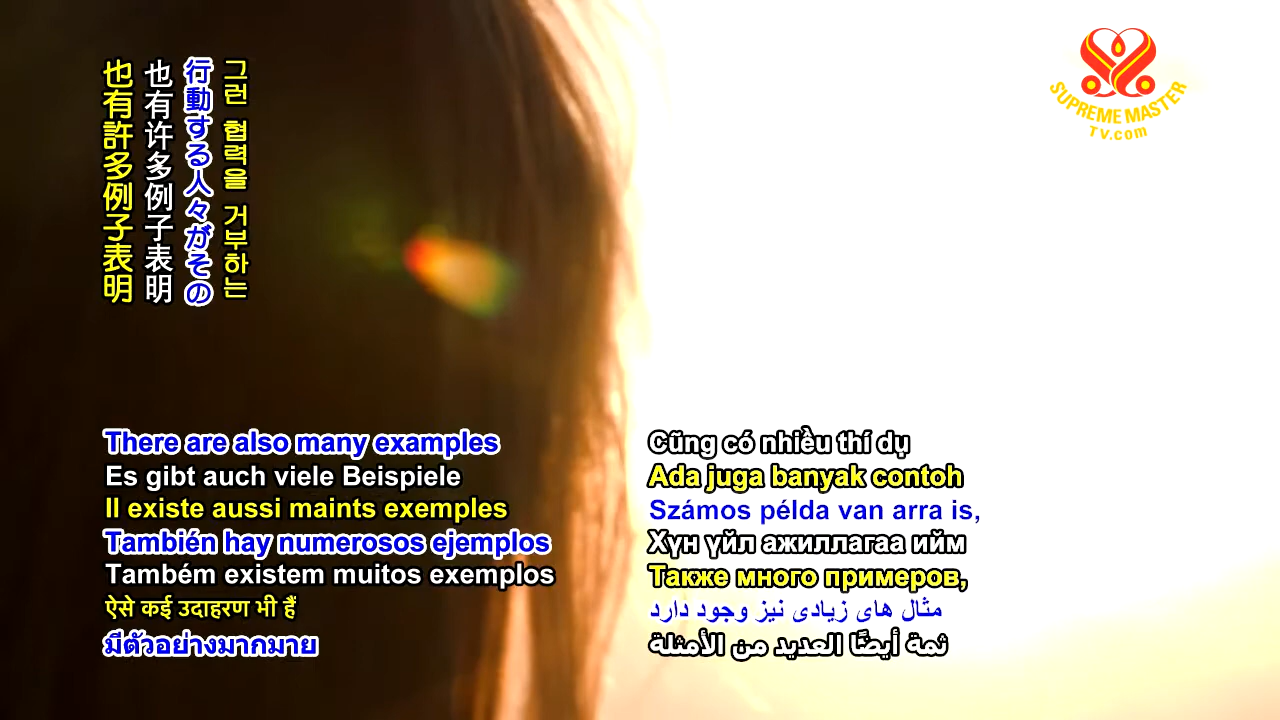 也有許多例子表明
也有许多例子表明
行動する人々がその
그런 협력을 거부하는
SUPREME MASTER
TV.com
There are also many examples
Es gibt auch viele Beispiele
Il existe aussi maints exemples
También hay numerosos ejemplos
Também existem muitos exemplos
ऐसे कई उदाहरण भी हैं
มีตัวอย่างมากมาย
Cũng có nhiều thí dụ
Ada juga banyak contoh
Számos példa van arra is,
Хүн үйл ажиллагаа ийм
Также много примеров,
مثال های زیادی نیز وجود دارد
ثمة أيضًا العديد من الأمثلة